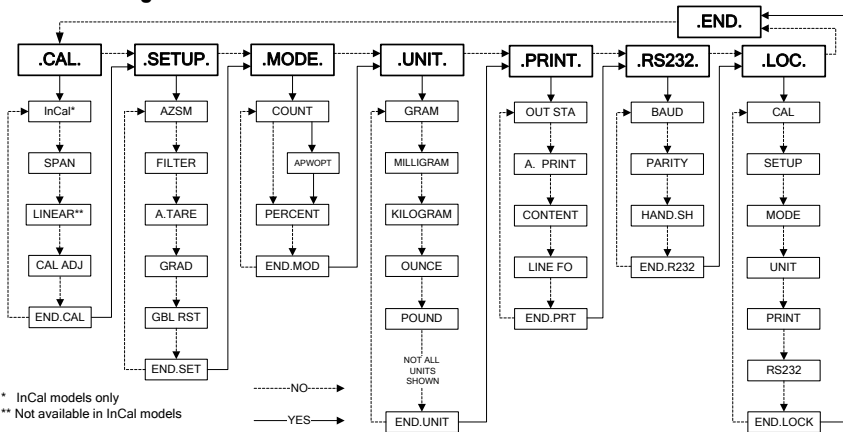 .END.
.CAL.
.SETUP.
.MODE.
.UNIT.
.PRINT.
.RS232.
.LOC.
InCal*
SPAN
LINEAR**
CAL ADJ
END.CAL
AZSM
FILTER
A.TARE
GRAD
GBL RST
END.SET
COUNT
APWOPT
PERCENT
END.MOD
GRAM
MILLIGRAM
KILOGRAM
OUNCE
POUND
NOT ALL
UNITS
SHOWN
END.UNIT
OUT STA
A. PRINT
CONTENT
LINE FO
END.PRT
BAUD
PARITY
HAND.SH
END.R232
CAL
SETUP
MODE
UNIT
PRINT
RS232
END.LOCK
NO
YES
* InCal models only
** Not available in InCal models